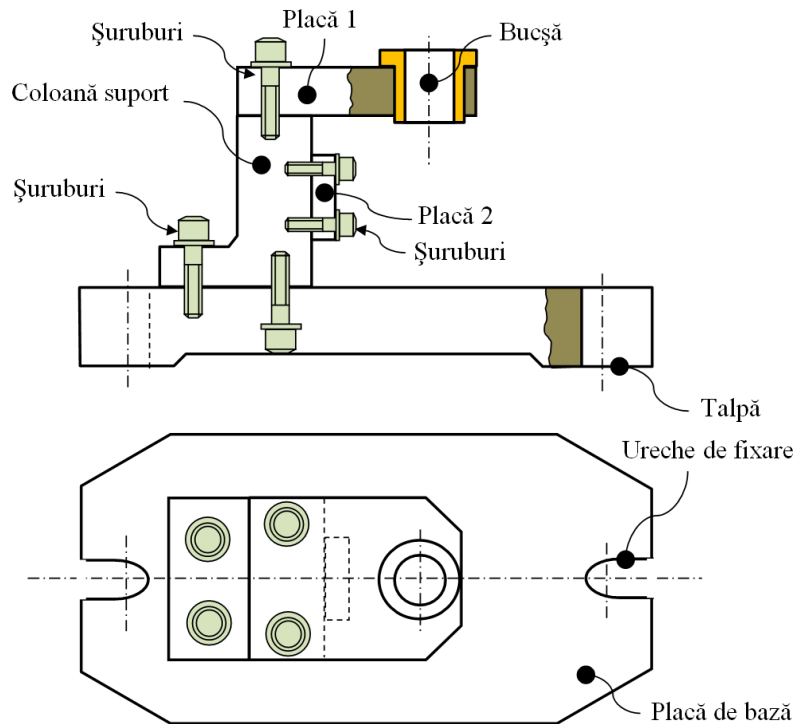 Şuruburi
Placă 1
Bucşă
Coloană suport
Şuruburi
Placă 2
Şuruburi
Talpă
Ureche de fixare
Placă de bază